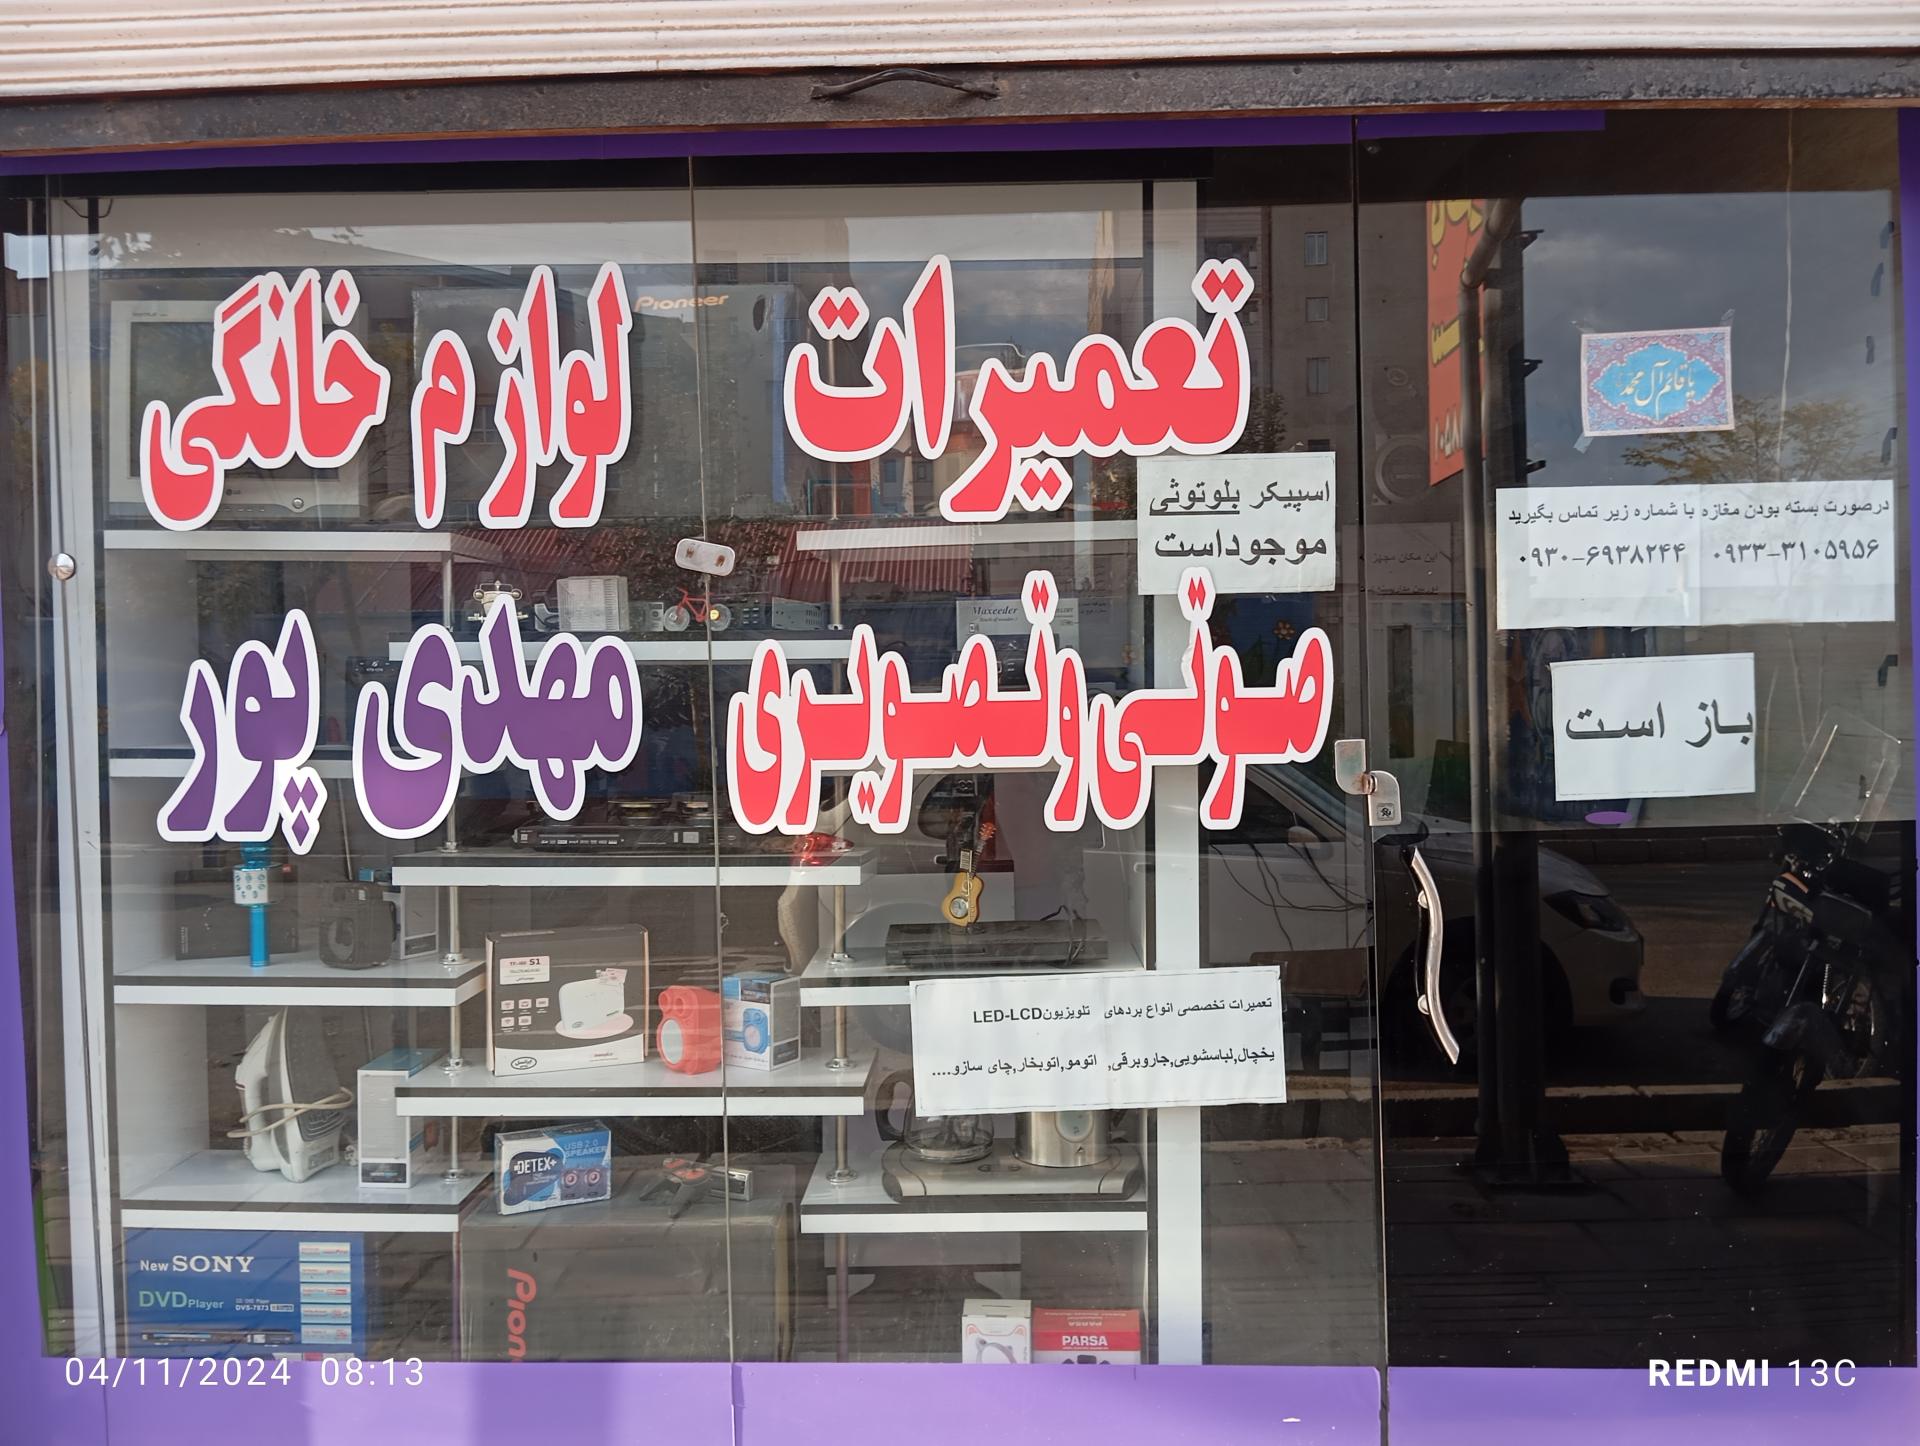 Pioneer
تعمیرات لوازم خانگی
صوتی وتصویری مهدی پور
اسپیکر بلوتوثی
موجوداست
یا قائم آل محمد
درصورت بسته بودن مغازه با شماره زیر تماس بگیرید
۰۹۳۳-۳۱۰۵۹۵۶ ۰۹۳۰-۶۹۳۸۲۴۴
باز است
Maxeeder
تعمیرات تخصصی انواع بردهای تلویزیونLED-LCD
یخچال,لباسشویی,جاروبرقی, اتومو,اتوبخار,چای سازو....
S1
DETEX+
USB 2.0
SPEAKER
New SONY
DVD Player
PARSA
04/11/2024 08:13
REDMI 13C